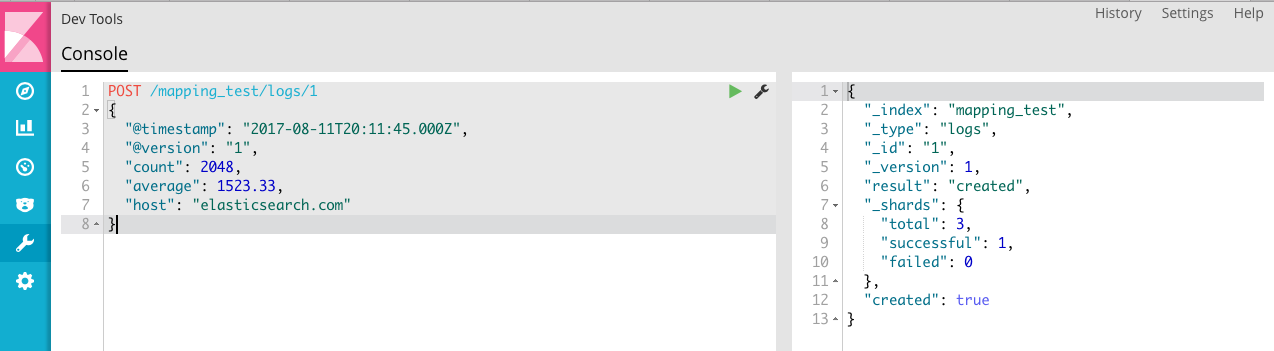 Dev Tools
History Settings Help
Console
1 POST /mapping_test/logs/1
2 {
3 "@timestamp": "2017-08-11T20:11:45.000Z",
4 "@version": "1",
5 "count": 2048,
6 "average": 1523.33,
7 "host": "elasticsearch.com"
8 }
1 {
2 "_index": "mapping_test",
3 "_type": "logs",
4 "_id": "1",
5 "_version": 1,
6 "result": "created",
7 "_shards": {
8 "total": 3,
9 "successful": 1,
10 "failed": 0
11 },
12 "created": true
13 }